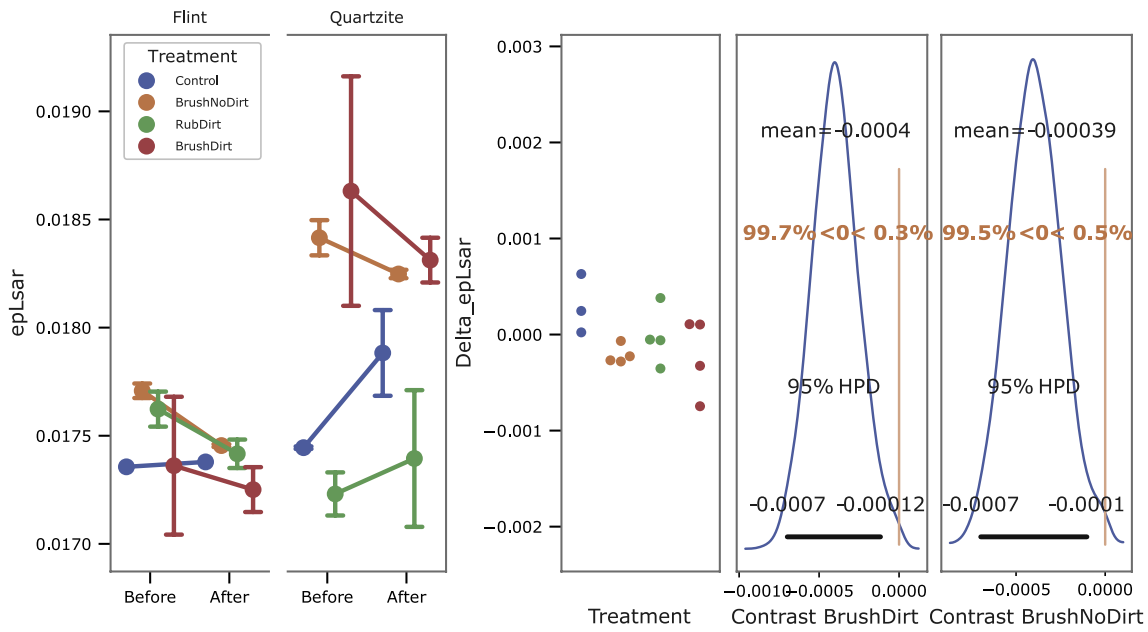 Flint
Quartzite
Treatment
Control
BrushNoDirt
RubDirt
BrushDirt
epLsar
0.0190
0.0185
0.0180
0.0175
0.0170
Before
After
Before
After
Delta_epLsar
0.003
0.002
0.001
0.000
−0.001
−0.002
Treatment
mean=-0.0004
99.7% <0< 0.3%
95% HPD
-0.0007
-0.00012
−0.0010
−0.0005
0.0000
Contrast BrushDirt
mean=-0.00039
99.5% <0< 0.5%
95% HPD
-0.0007
-0.0001
−0.0005
0.0000
Contrast BrushNoDirt